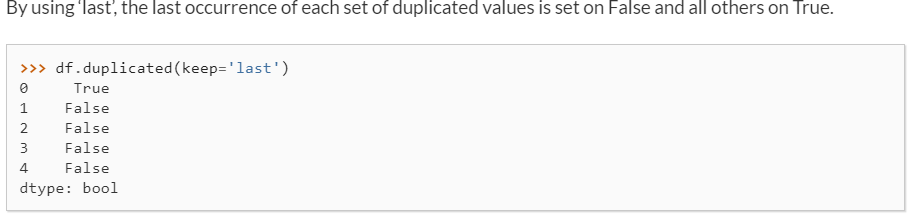 By using ‘last’, the last occurrence of each set of duplicated values is set on False and all others on True.
>>> df.duplicated(keep='last')
0     True
1    False
2    False
3    False
4    False
dtype: bool